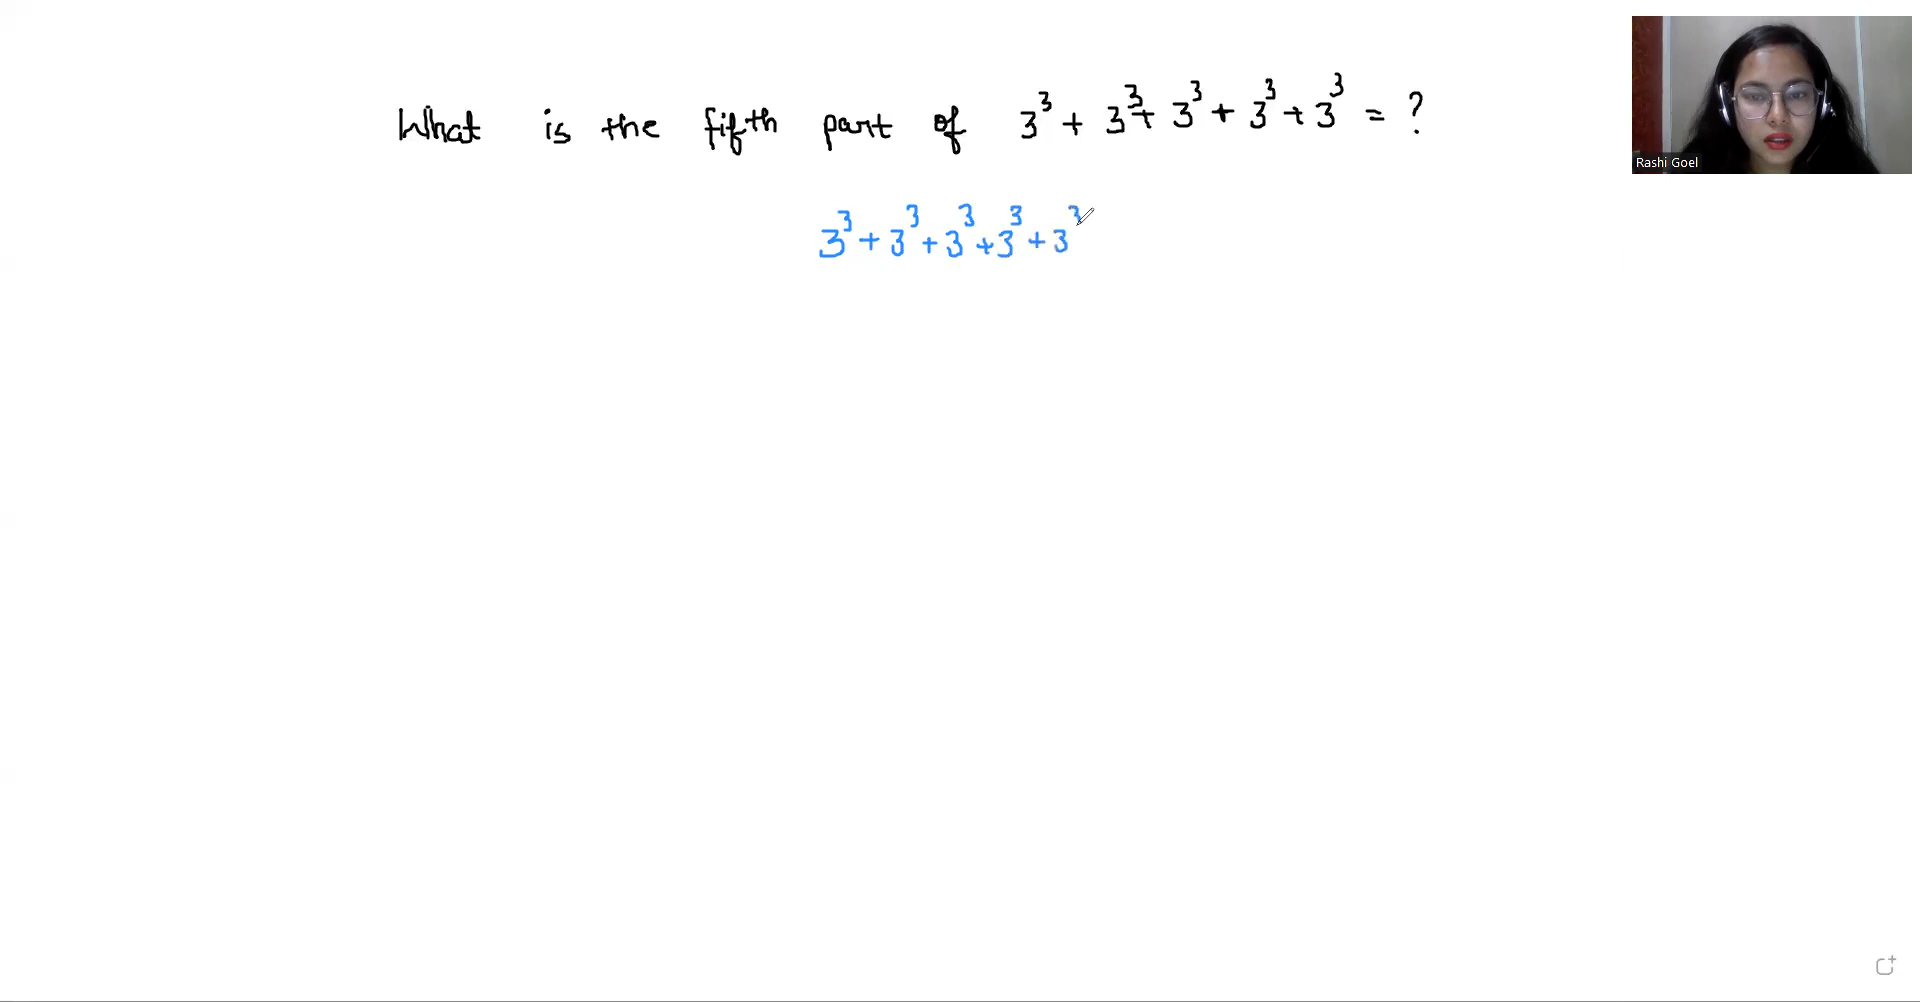 What is the fifth part of 3³ + 3³ + 3³ + 3³ + 3³ = ?
3³ + 3³ + 3³ + 3³ + 3³
Rashi Goel